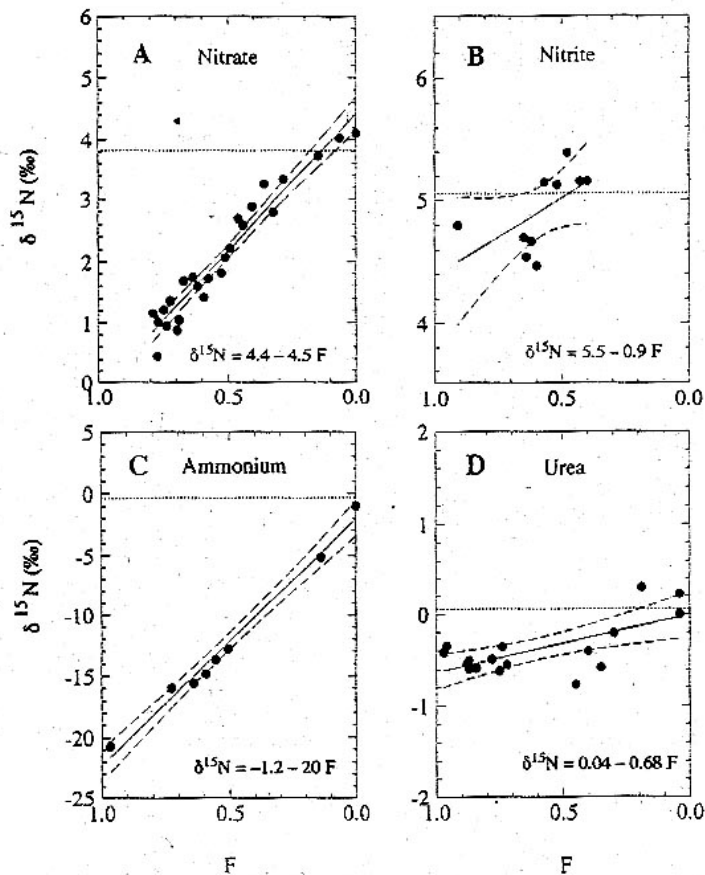 A Nitrate
δ 15 N (‰)
6
5
4
3
2
1
0
1.0 0.5 0.0
δ15N = 4.4 – 4.5 F
B Nitrite
6
5
4
1.0 0.5 0.0
δ15N = 5.5 – 0.9 F
C Ammonium
δ 15 N (‰)
5
0
-5
-10
-15
-20
-25
1.0 0.5 0.0
δ15N = –1.2 – 20 F
F
D Urea
2
1
0
-1
-2
1.0 0.5 0.0
δ15N = 0.04 – 0.68 F
F